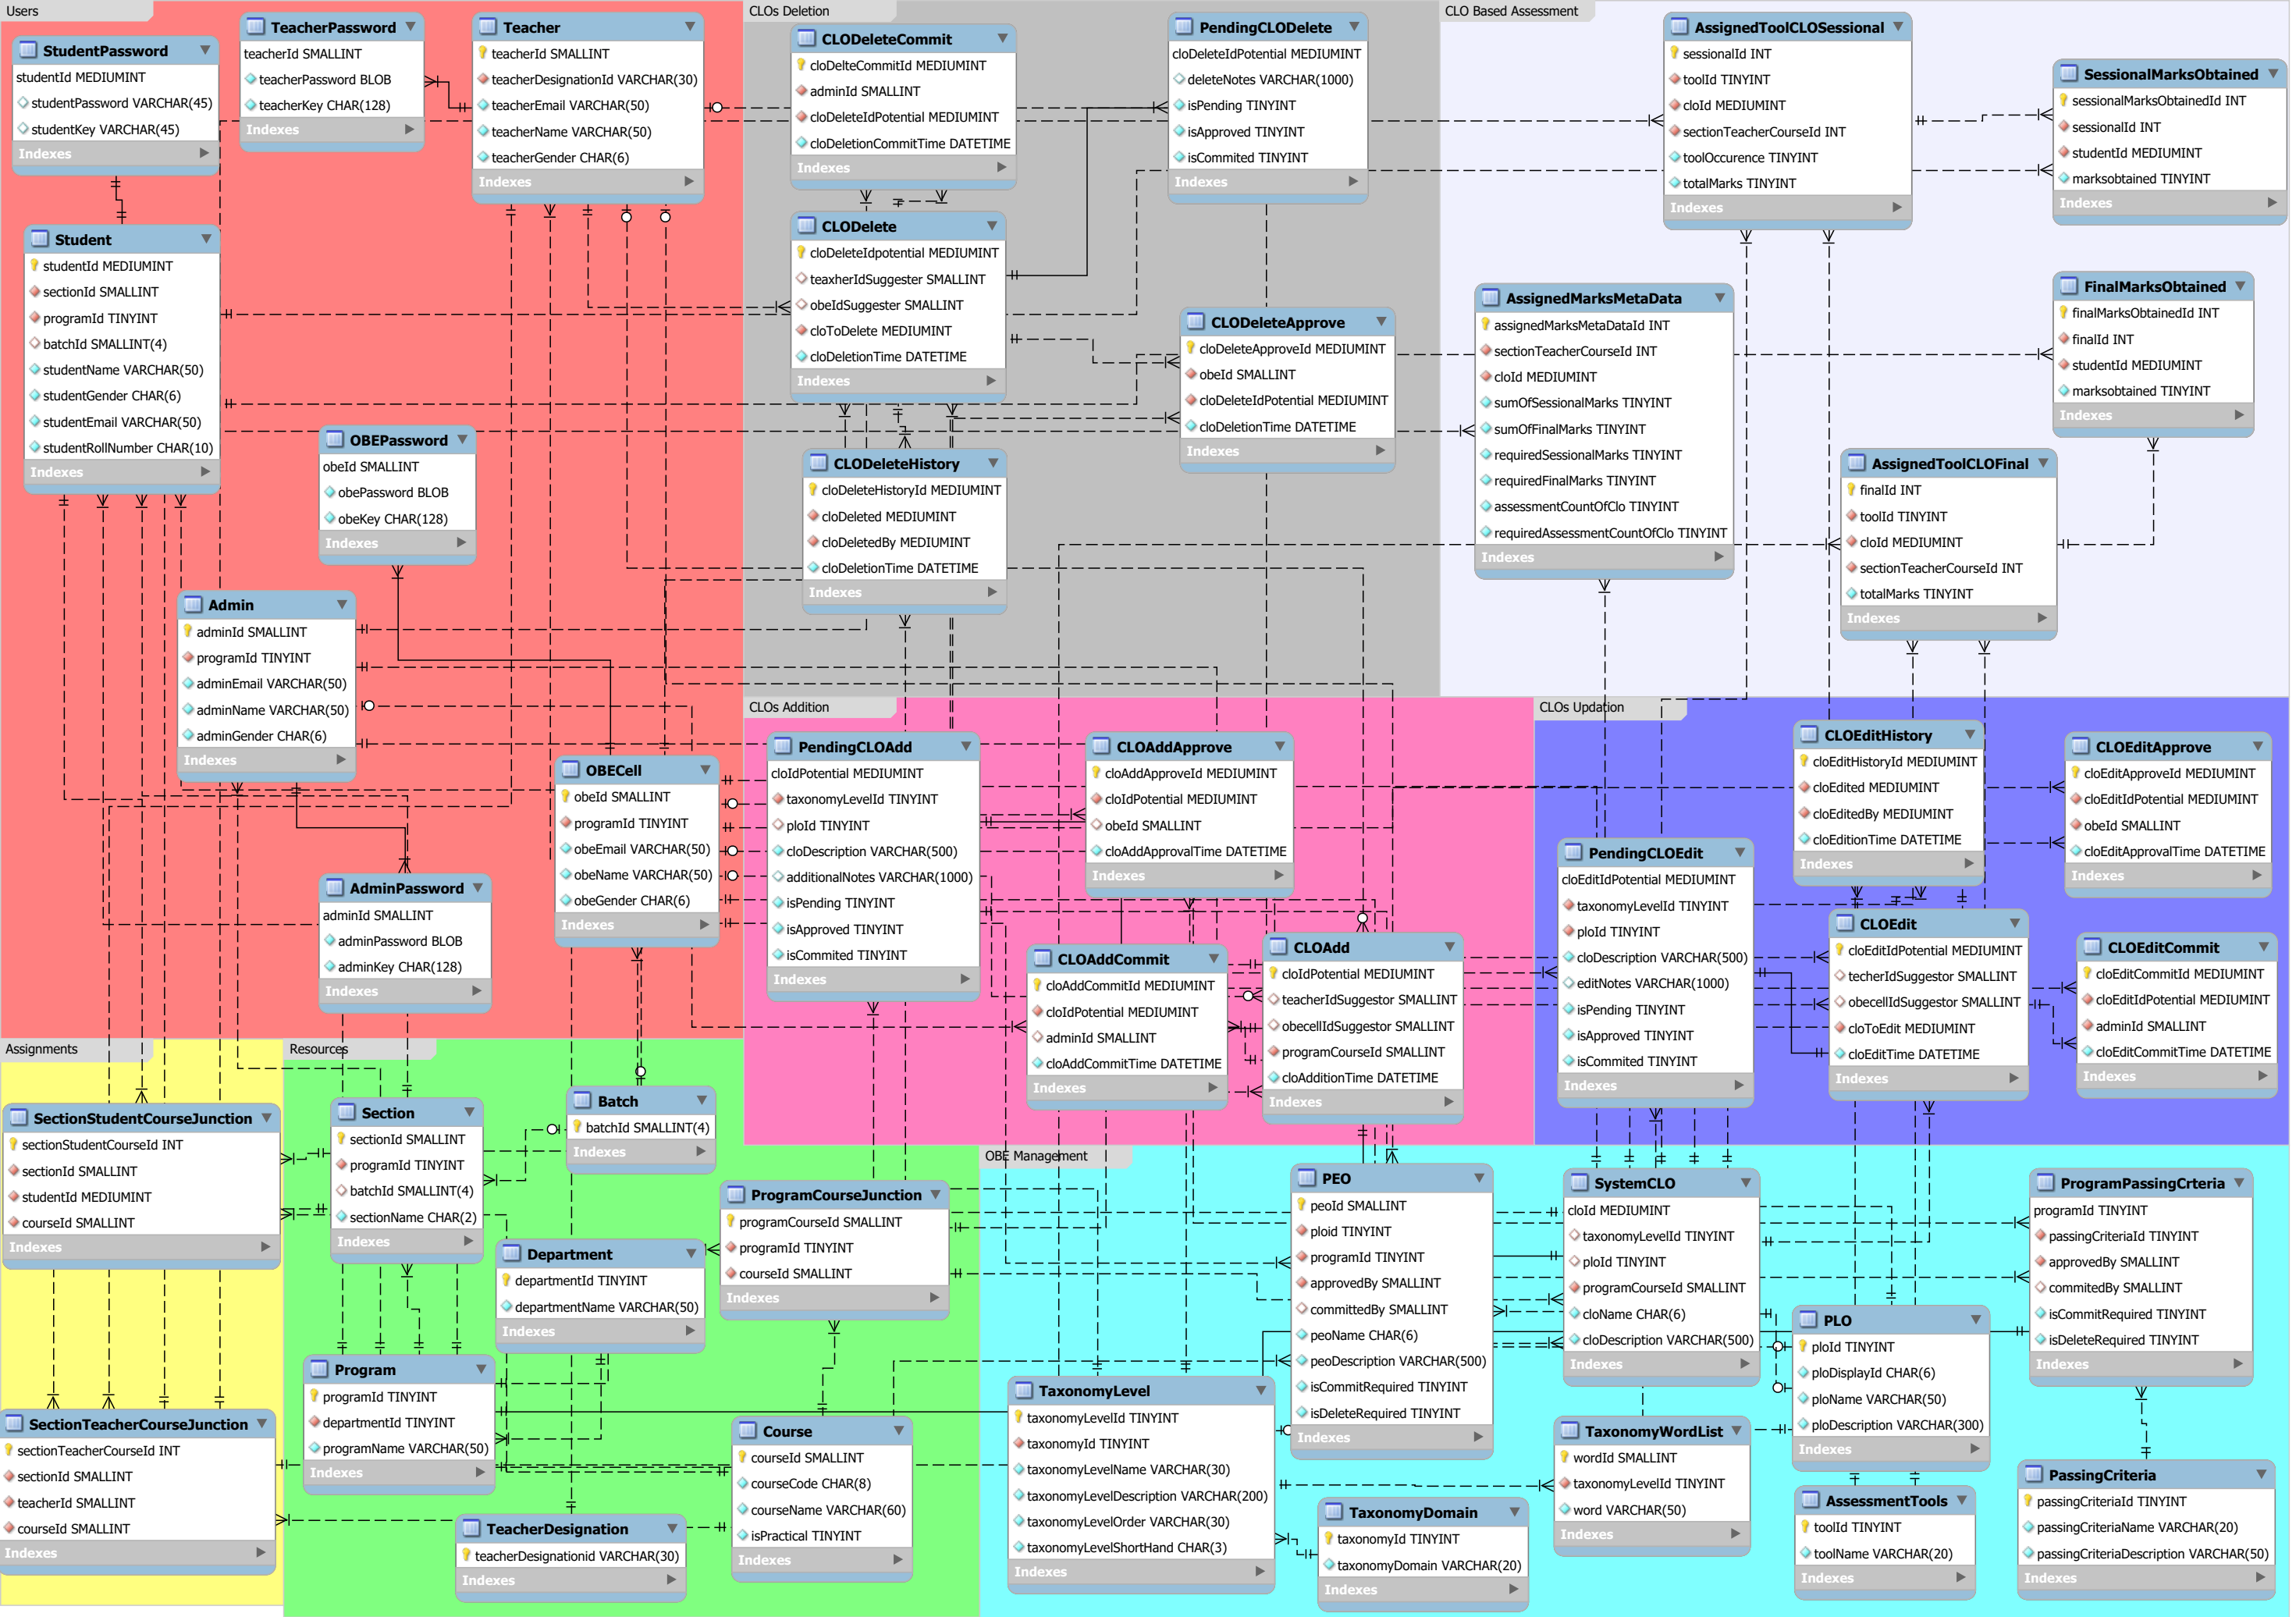 Users
StudentPassword
studentId MEDIUMINT
studentPassword VARCHAR(45)
studentKey VARCHAR(45)
Indexes
TeacherPassword
teacherId SMALLINT
teacherPassword BLOB
teacherKey CHAR(128)
Indexes
Teacher
teacherId SMALLINT
teacherDesignationId VARCHAR(30)
teacherEmail VARCHAR(50)
teacherName VARCHAR(50)
teacherGender CHAR(6)
Indexes
Student
studentId MEDIUMINT
sectionId SMALLINT
programId TINYINT
batchId SMALLINT(4)
studentName VARCHAR(50)
studentGender CHAR(6)
studentEmail VARCHAR(50)
studentRollNumber CHAR(10)
Indexes
OBEPassword
obeId SMALLINT
obePassword BLOB
obeKey CHAR(128)
Indexes
Admin
adminId SMALLINT
programId TINYINT
adminEmail VARCHAR(50)
adminName VARCHAR(50)
adminGender CHAR(6)
Indexes
OBECell
obeId SMALLINT
programId TINYINT
obeEmail VARCHAR(50)
obeName VARCHAR(50)
obeGender CHAR(6)
Indexes
AdminPassword
adminId SMALLINT
adminPassword BLOB
adminKey CHAR(128)
Indexes
CLOs Deletion
CLODeleteCommit
cloDelteCommitId MEDIUMINT
adminId SMALLINT
cloDeleteIdPotential MEDIUMINT
cloDeletionCommitTime DATETIME
Indexes
PendingCLODelete
cloDeleteIdPotential MEDIUMINT
deleteNotes VARCHAR(1000)
isPending TINYINT
isApproved TINYINT
isCommited TINYINT
Indexes
CLODelete
cloDeleteIdpotential MEDIUMINT
teaxherIdSuggester SMALLINT
obeIdSuggester SMALLINT
cloToDelete MEDIUMINT
cloDeletionTime DATETIME
Indexes
CLODeleteApprove
cloDeleteApproveId MEDIUMINT
obeId SMALLINT
cloDeleteIdPotential MEDIUMINT
cloDeletionTime DATETIME
Indexes
CLODeleteHistory
cloDeleteHistoryId MEDIUMINT
cloDeleted MEDIUMINT
cloDeletedBy MEDIUMINT
cloDeletionTime DATETIME
Indexes
CLO Based Assessment
AssignedToolCLOSessional
sessionalId INT
toolId TINYINT
cloId MEDIUMINT
sectionTeacherCourseId INT
toolOccurence TINYINT
totalMarks TINYINT
Indexes
SessionalMarksObtained
sessionalMarksObtainedId INT
sessionalId INT
studentId MEDIUMINT
marksobtained TINYINT
Indexes
AssignedMarksMetaData
assignedMarksMetaDataId INT
sectionTeacherCourseId INT
cloId MEDIUMINT
sumOfSessionalMarks TINYINT
sumOfFinalMarks TINYINT
requiredSessionalMarks TINYINT
requiredFinalMarks TINYINT
assessmentCountOfClo TINYINT
requiredAssessmentCountOfClo TINYINT
Indexes
FinalMarksObtained
finalMarksObtainedId INT
finalId INT
studentId MEDIUMINT
marksobtained TINYINT
Indexes
AssignedToolCLOFinal
finalId INT
toolId TINYINT
cloId MEDIUMINT
sectionTeacherCourseId INT
totalMarks TINYINT
Indexes
CLOs Addition
PendingCLOAdd
cloIdPotential MEDIUMINT
taxonomyLevelId TINYINT
ploId TINYINT
cloDescription VARCHAR(500)
additionalNotes VARCHAR(1000)
isPending TINYINT
isApproved TINYINT
isCommited TINYINT
Indexes
CLOAddApprove
cloAddApproveId MEDIUMINT
cloIdPotential MEDIUMINT
obeId SMALLINT
cloAddApprovalTime DATETIME
Indexes
CLOAddCommit
cloAddCommitId MEDIUMINT
cloIdPotential MEDIUMINT
adminId SMALLINT
cloAddCommitTime DATETIME
Indexes
CLOAdd
cloIdPotential MEDIUMINT
teacherIdSuggestor SMALLINT
obecellIdSuggestor SMALLINT
programCourseId SMALLINT
cloAdditionTime DATETIME
Indexes
CLOs Updation
CLOEditHistory
cloEditHistoryId MEDIUMINT
cloEdited MEDIUMINT
cloEditedBy MEDIUMINT
cloEditionTime DATETIME
Indexes
CLOEditApprove
cloEditApproveId MEDIUMINT
cloEditIdPotential MEDIUMINT
obeId SMALLINT
cloEditApprovalTime DATETIME
Indexes
PendingCLOEdit
cloEditIdPotential MEDIUMINT
taxonomyLevelId TINYINT
ploId TINYINT
cloDescription VARCHAR(500)
editNotes VARCHAR(1000)
isPending TINYINT
isApproved TINYINT
isCommited TINYINT
Indexes
CLOEdit
cloEditIdPotential MEDIUMINT
techerIdSuggestor SMALLINT
obecellIdSuggestor SMALLINT
cloToEdit MEDIUMINT
cloEditTime DATETIME
Indexes
CLOEditCommit
cloEditCommitId MEDIUMINT
cloEditIdPotential MEDIUMINT
adminId SMALLINT
cloEditCommitTime DATETIME
Indexes
Assignments
SectionStudentCourseJunction
sectionStudentCourseId INT
sectionId SMALLINT
studentId MEDIUMINT
courseId SMALLINT
Indexes
SectionTeacherCourseJunction
sectionTeacherCourseId INT
sectionId SMALLINT
teacherId SMALLINT
courseId SMALLINT
Indexes
Resources
Section
sectionId SMALLINT
programId TINYINT
batchId SMALLINT(4)
sectionName CHAR(2)
Indexes
Batch
batchId SMALLINT(4)
Indexes
Department
departmentId TINYINT
departmentName VARCHAR(50)
Indexes
ProgramCourseJunction
programCourseId SMALLINT
programId TINYINT
courseId SMALLINT
Indexes
Program
programId TINYINT
departmentId TINYINT
programName VARCHAR(50)
Indexes
Course
courseId SMALLINT
courseCode CHAR(8)
courseName VARCHAR(60)
isPractical TINYINT
Indexes
TeacherDesignation
teacherDesignationid VARCHAR(30)
Indexes
OBE Management
PEO
peoId SMALLINT
ploid TINYINT
programId TINYINT
approvedBy SMALLINT
committedBy SMALLINT
peoName CHAR(6)
peoDescription VARCHAR(500)
isCommitRequired TINYINT
isDeleteRequired TINYINT
Indexes
SystemCLO
cloId MEDIUMINT
taxonomyLevelId TINYINT
ploId TINYINT
programCourseId SMALLINT
cloName CHAR(6)
cloDescription VARCHAR(500)
Indexes
ProgramPassingCrteria
programId TINYINT
passingCriteriaId TINYINT
approvedBy SMALLINT
commitedBy SMALLINT
isCommitRequired TINYINT
isDeleteRequired TINYINT
Indexes
PLO
ploId TINYINT
ploDisplayId CHAR(6)
ploName VARCHAR(50)
ploDescription VARCHAR(300)
Indexes
TaxonomyLevel
taxonomyLevelId TINYINT
taxonomyId TINYINT
taxonomyLevelName VARCHAR(30)
taxonomyLevelDescription VARCHAR(200)
taxonomyLevelOrder VARCHAR(30)
taxonomyLevelShortHand CHAR(3)
Indexes
TaxonomyWordList
wordId SMALLINT
taxonomyLevelId TINYINT
word VARCHAR(50)
Indexes
TaxonomyDomain
taxonomyId TINYINT
taxonomyDomain VARCHAR(20)
Indexes
AssessmentTools
toolId TINYINT
toolName VARCHAR(20)
Indexes
PassingCriteria
passingCriteriaId TINYINT
passingCriteriaName VARCHAR(20)
passingCriteriaDescription VARCHAR(50)
Indexes